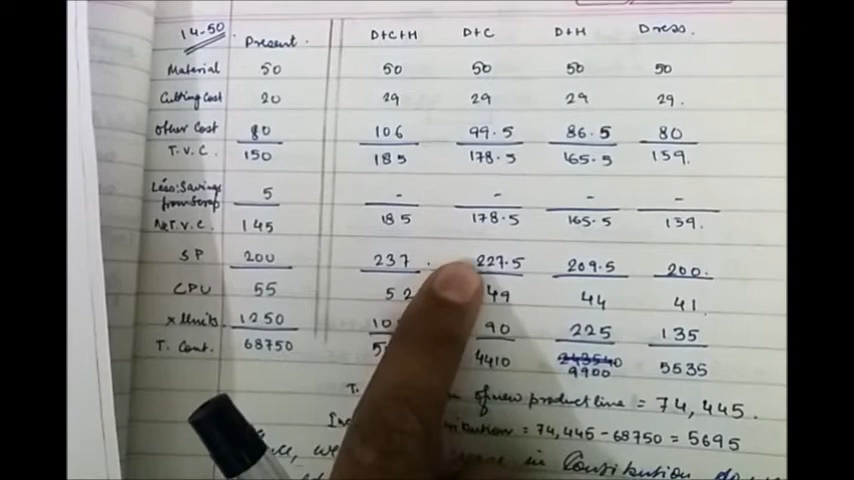 14-50 Present. D+C+H D+C D+H Dress.
Material 50 50 50 50 50
Cutting Cost 20 29 29 29 29.
Other Cost 80 106 99.5 86.5 80
T.V.C. 150 185 178.5 165.5 159.
Less: Savings from Scrap 5 - - - -
Net.V.C. 145 185 178.5 165.5 159.
SP 200 237. 227.5 209.5 200.
CPU 55 52 49 44 41
x Units. 1250 90 225 135
T. Cont. 68750 4410 9900 5535
T. of new product line = 74,445.
= 74,445 - 68750 = 5695
in Contribution